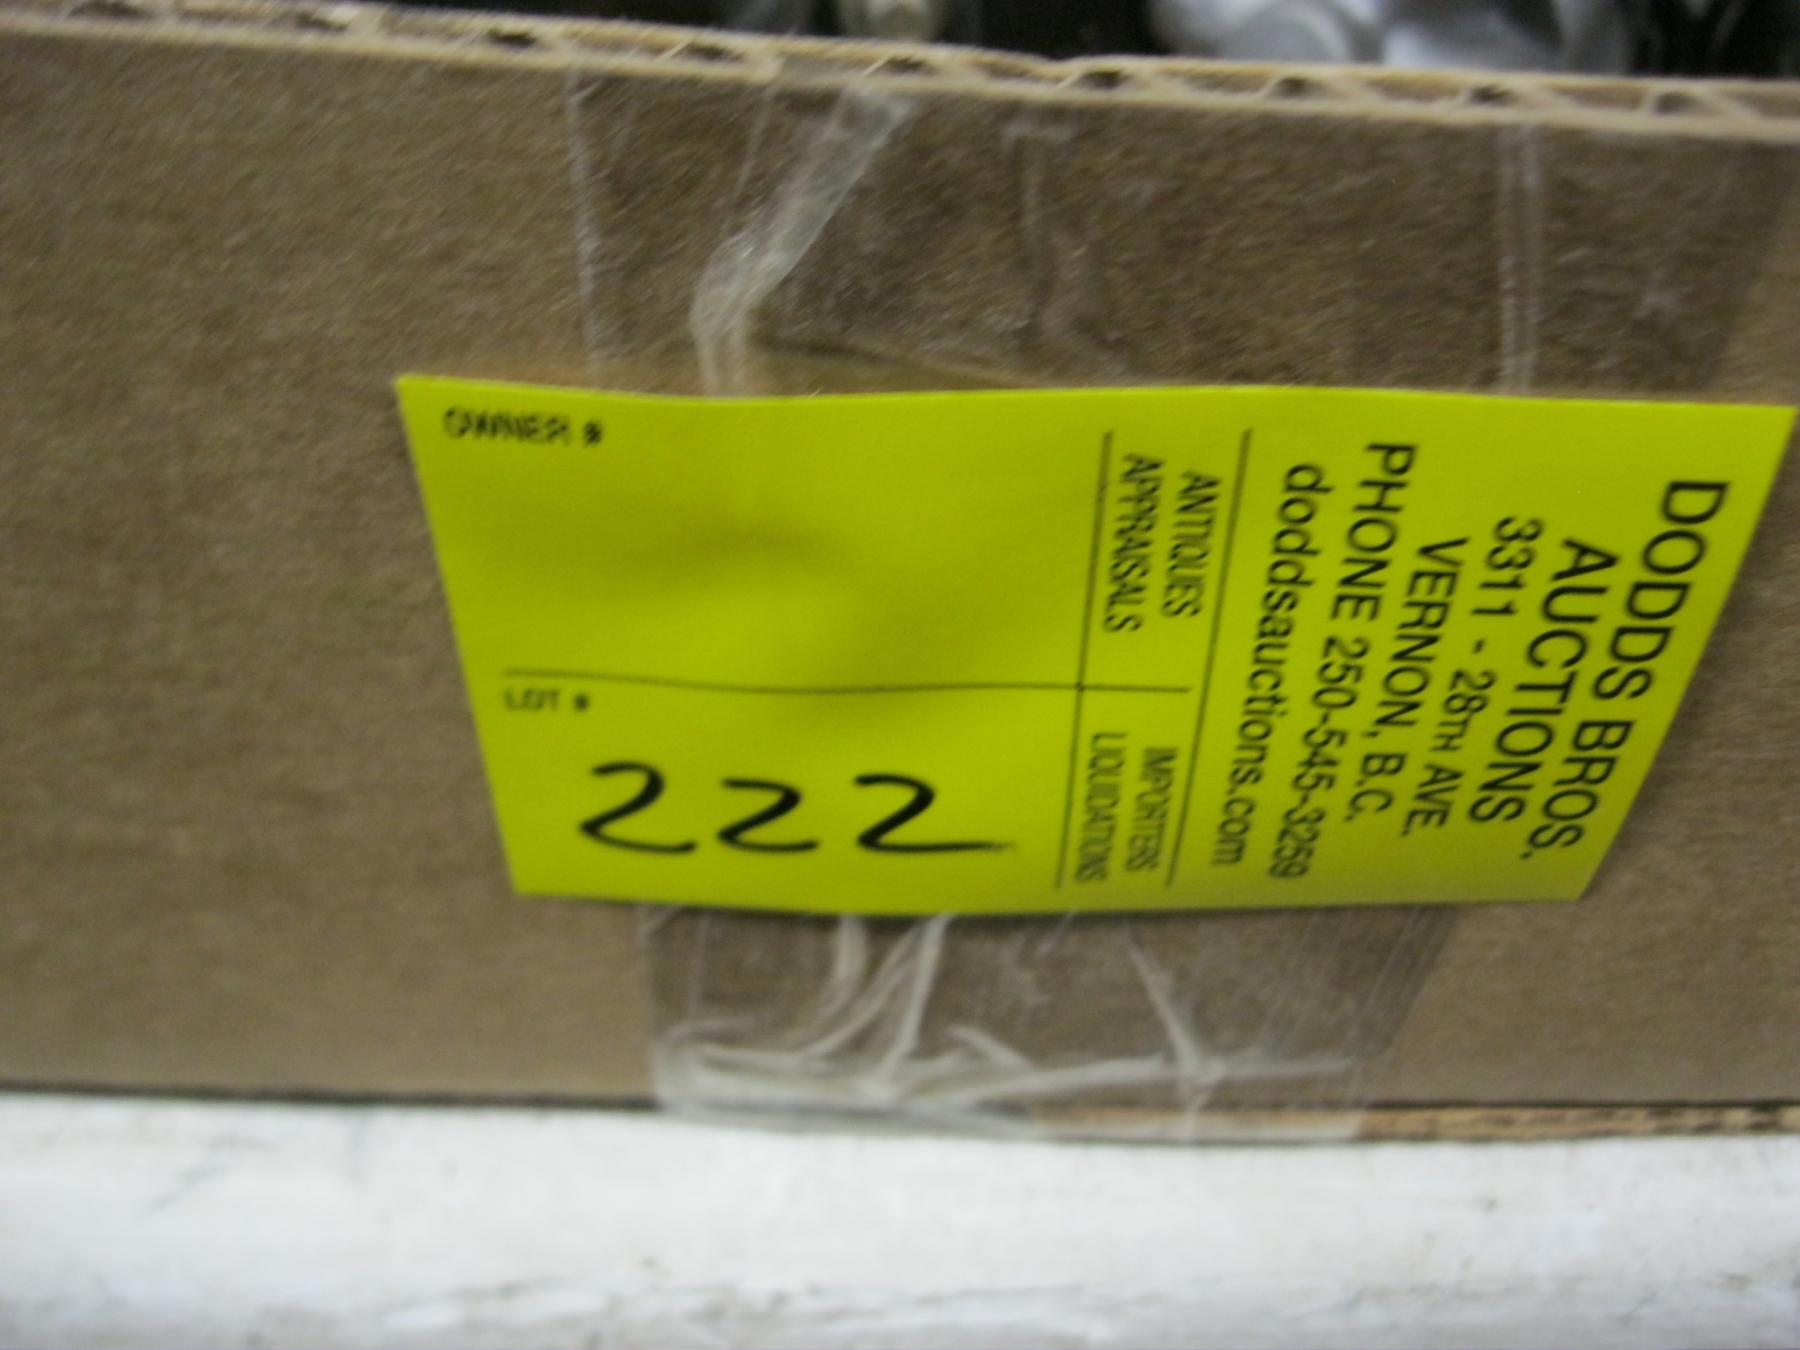 DODDS BROS.
AUCTIONS
3311 - 28TH AVE.
VERNON, B.C.
PHONE 250-545-3259
doddsauctions.com
ANTIQUES
APPRAISALS
IMPORTERS
LIQUIDATIONS
OWNER #
LOT #
222